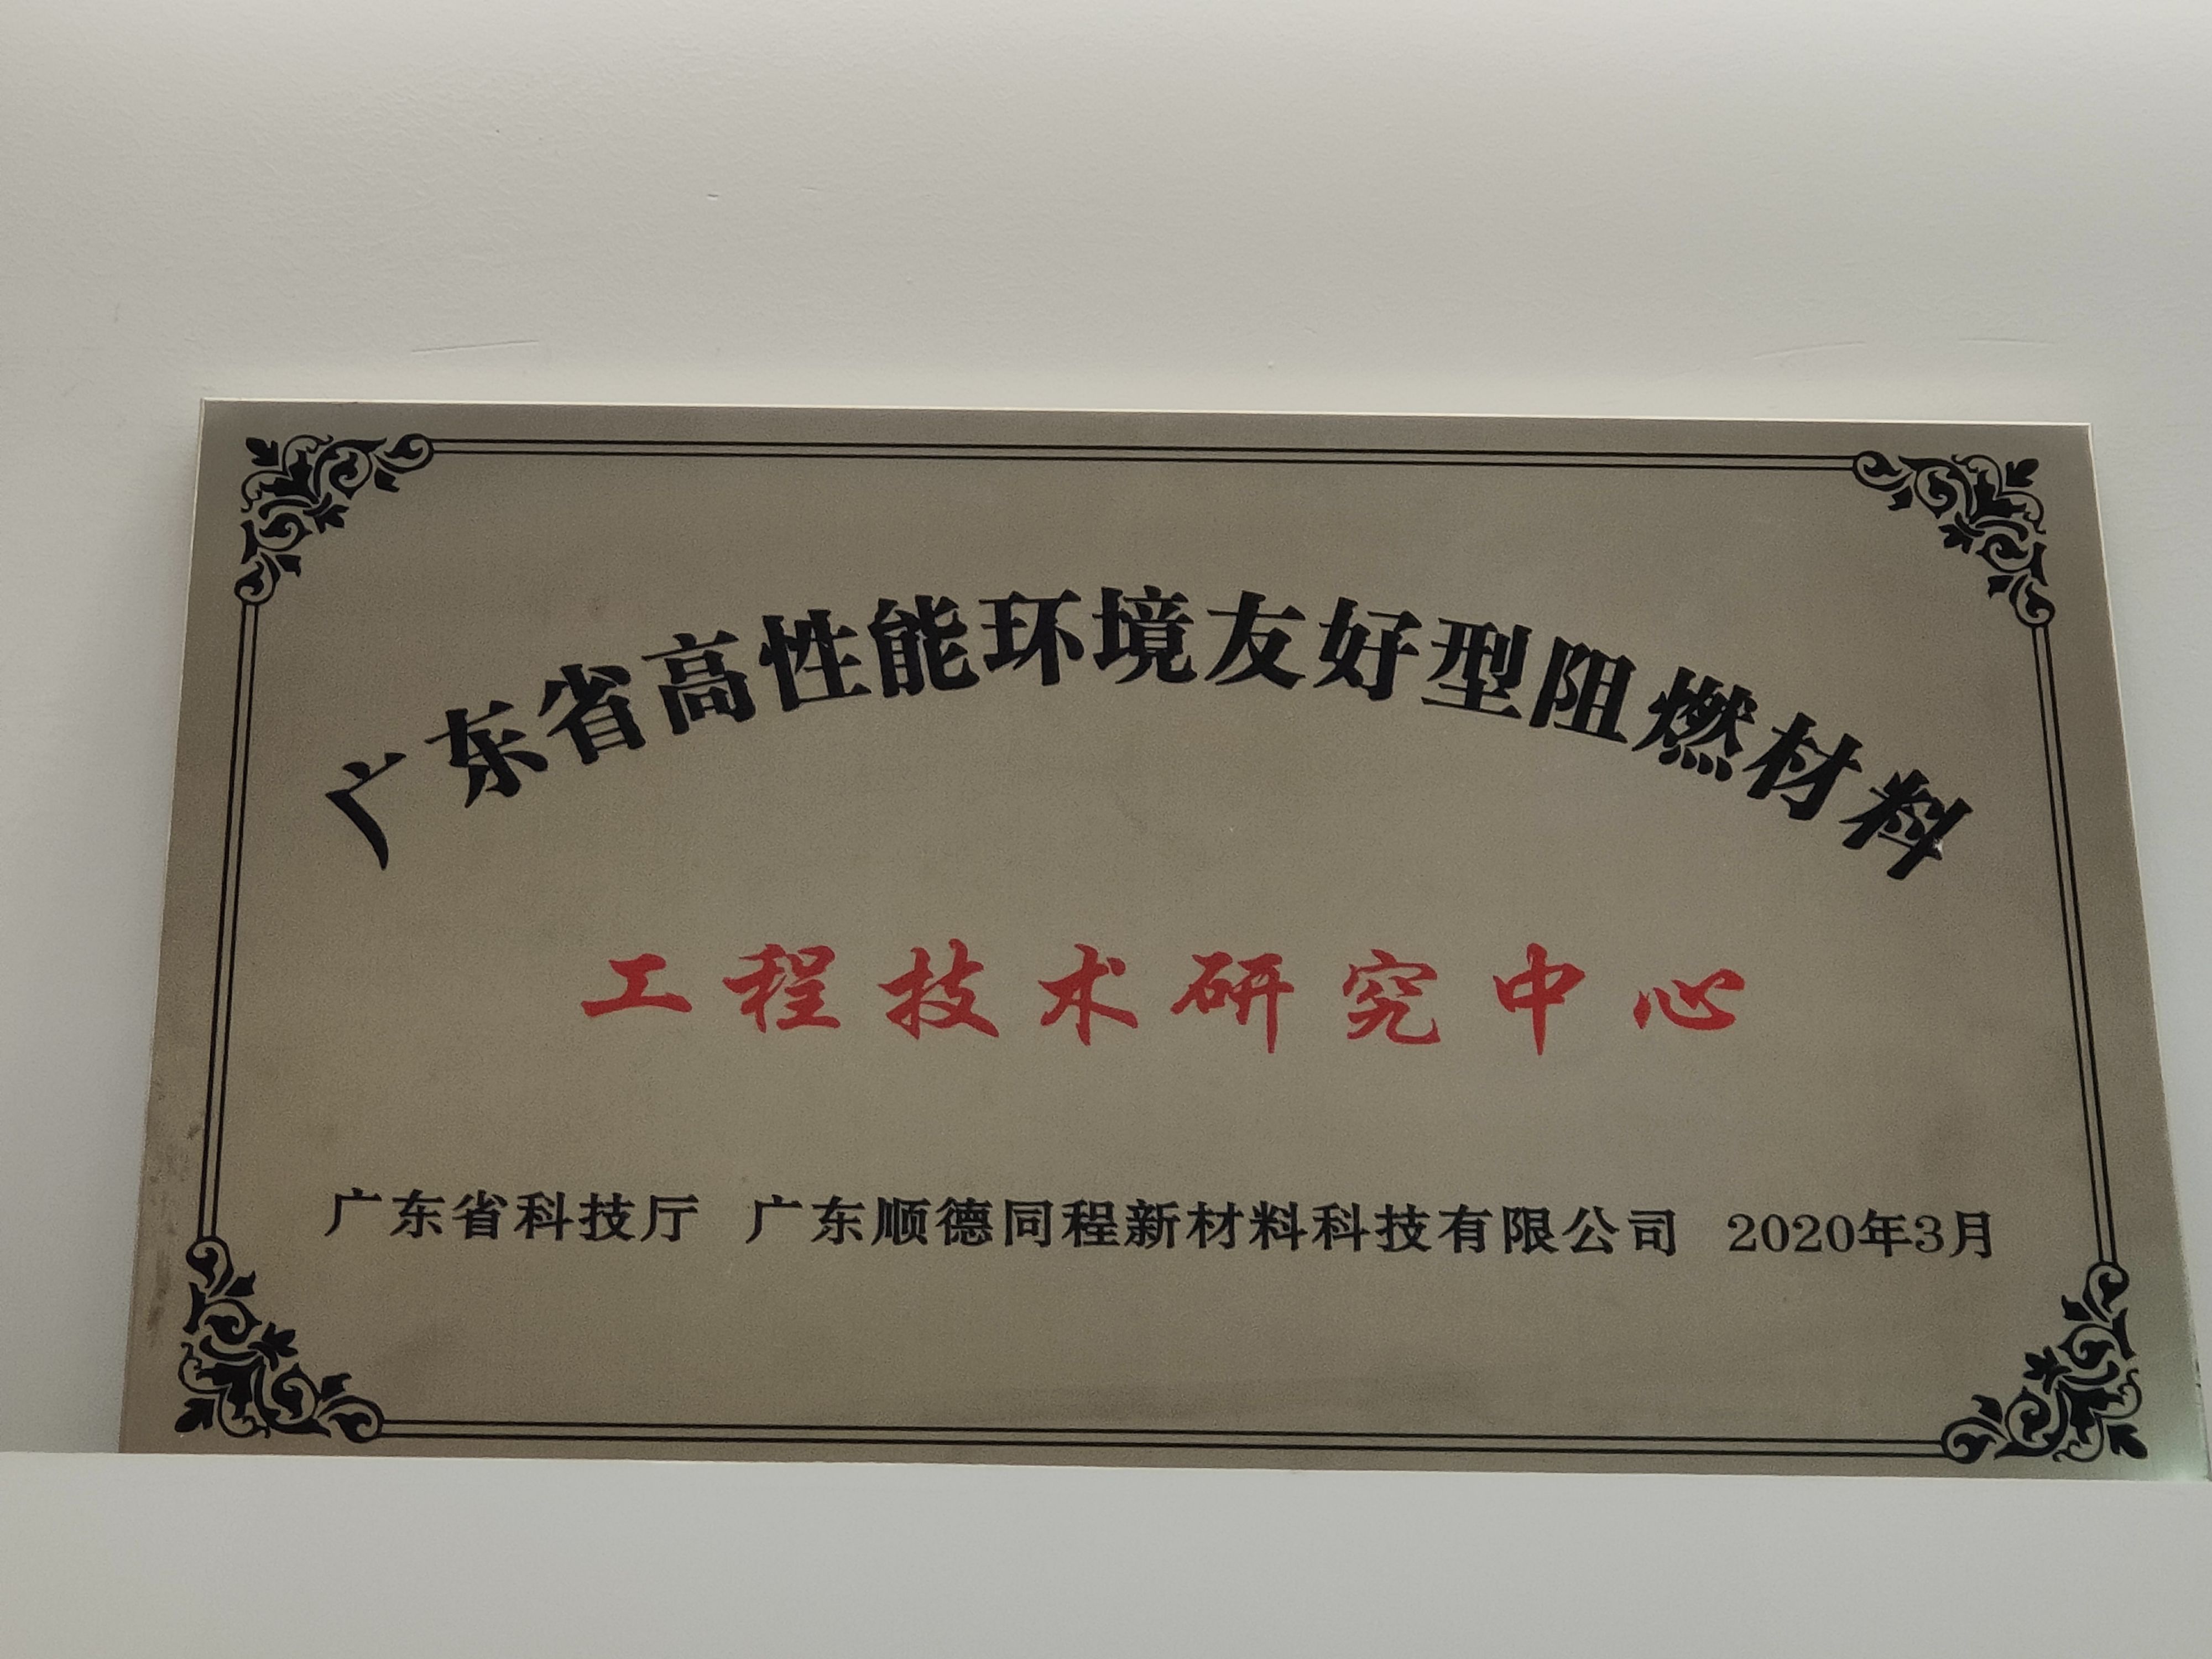 广东省高性能环境友好型阻燃材料
工程技术研究中心
广东省科技厅 广东顺德同程新材料科技有限公司 2020年3月